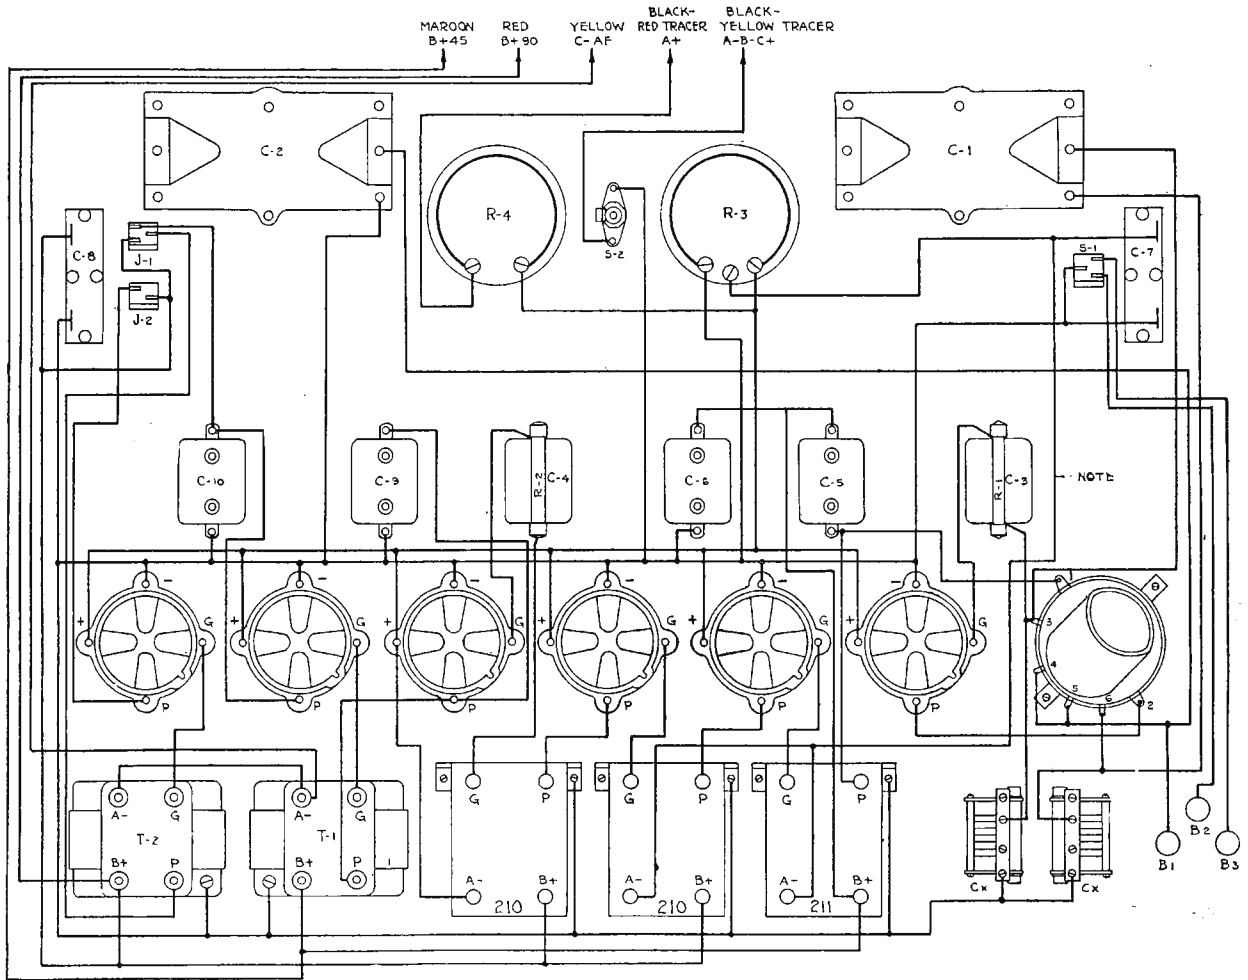 MAROON
B+45
RED
B+90
YELLOW
C-AF
BLACK-
RED TRACER
A+
BLACK-
YELLOW TRACER
A-B-C+
C-2
C-1
R-4
S-2
R-3
C-8
J-1
J-2
S-1
C-7
C-10
C-9
R-2
C-4
C-6
C-5
R-1
C-3
NOTE
- - - - - -
+ G + G + G + G + G + G
P P P P P P
3
4
5
6
2
A- G
T-2
B+ P
A- G
T-1
B+ P
1
G P
A- B+
210
G P
A- B+
210
G P
A- B+
211
Cx
Cx
B1
B2
B3